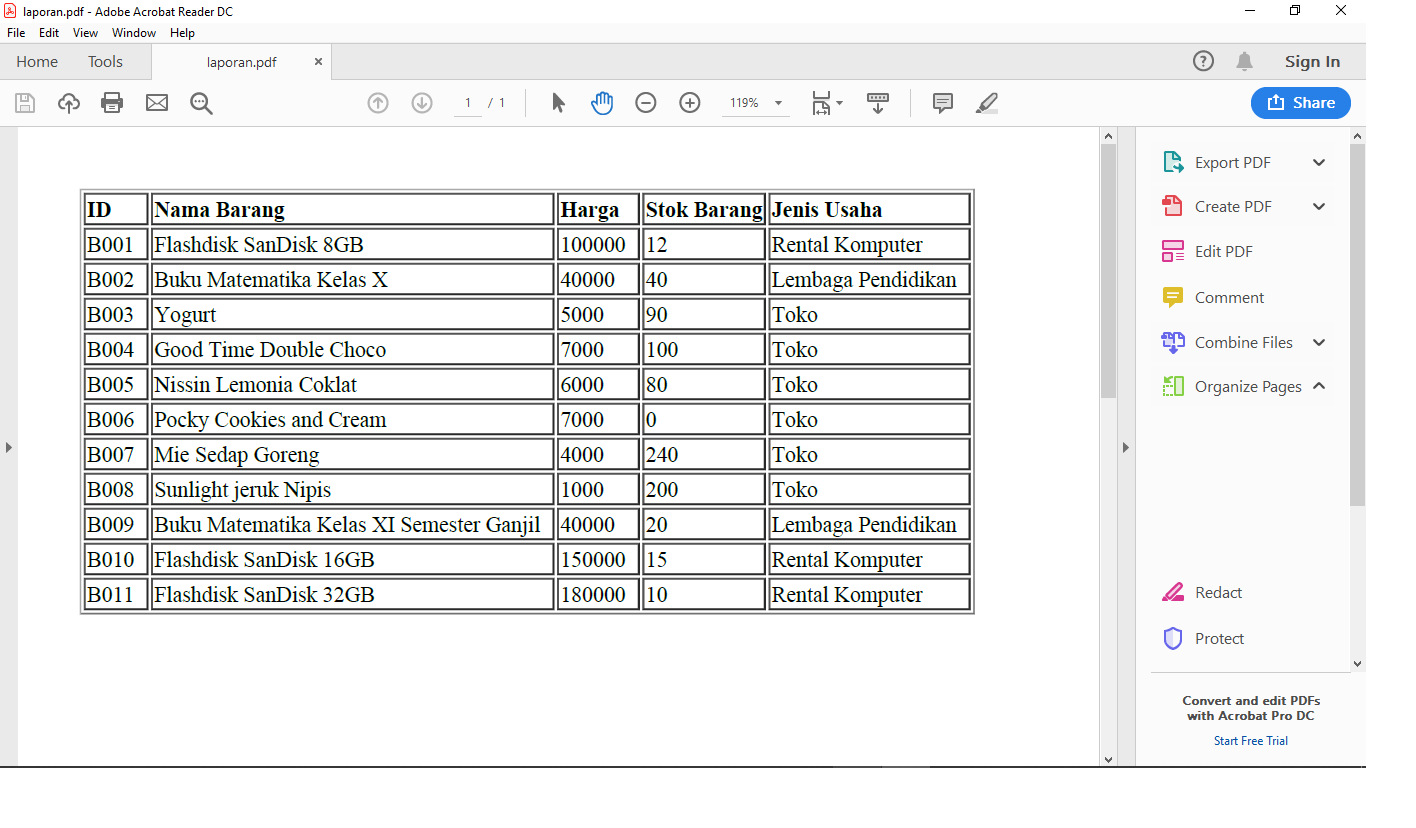 laporan.pdf - Adobe Acrobat Reader DC
File Edit View Window Help
Home Tools laporan.pdf × ? Sign In
1 / 1 119% Share
ID Nama Barang Harga Stok Barang Jenis Usaha
B001 Flashdisk SanDisk 8GB 100000 12 Rental Komputer
B002 Buku Matematika Kelas X 40000 40 Lembaga Pendidikan
B003 Yogurt 5000 90 Toko
B004 Good Time Double Choco 7000 100 Toko
B005 Nissin Lemonia Coklat 6000 80 Toko
B006 Pocky Cookies and Cream 7000 0 Toko
B007 Mie Sedap Goreng 4000 240 Toko
B008 Sunlight jeruk Nipis 1000 200 Toko
B009 Buku Matematika Kelas XI Semester Ganjil 40000 20 Lembaga Pendidikan
B010 Flashdisk SanDisk 16GB 150000 15 Rental Komputer
B011 Flashdisk SanDisk 32GB 180000 10 Rental Komputer
Export PDF
Create PDF
Edit PDF
Comment
Combine Files
Organize Pages
Redact
Protect
Convert and edit PDFs
with Acrobat Pro DC
Start Free Trial